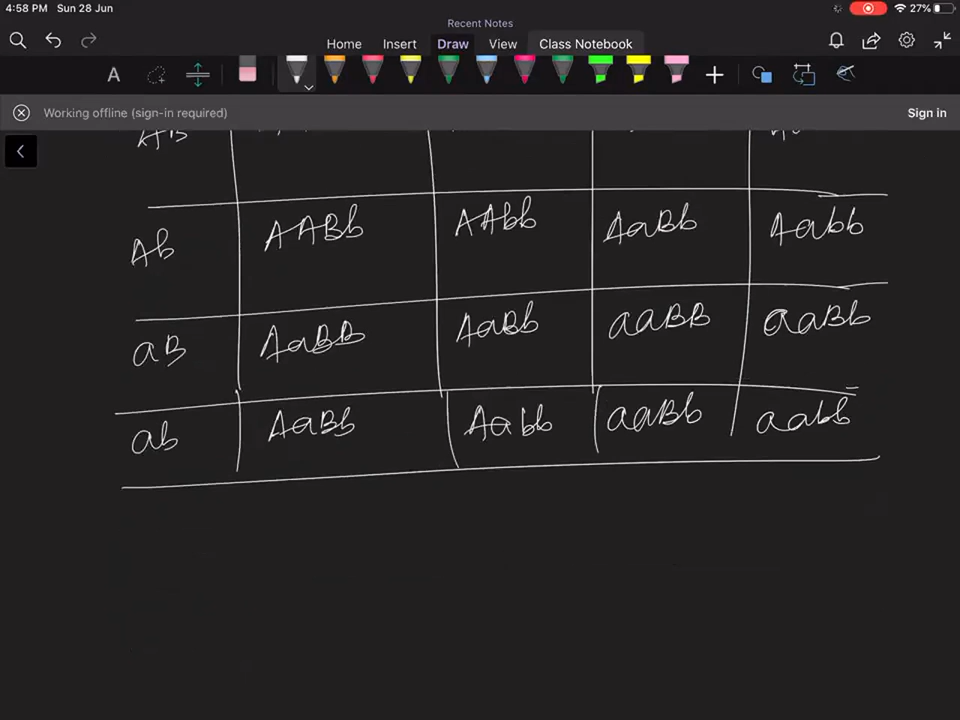 4:58 PM Sun 28 Jun 27%
Recent Notes
Home Insert Draw View Class Notebook
A
Working offline (sign-in required) Sign in
AB
Ab AABb AAbb AaBb Aabb
aB AaBB AaBb aaBB aaBb
ab AaBb Aabb aaBb aabb